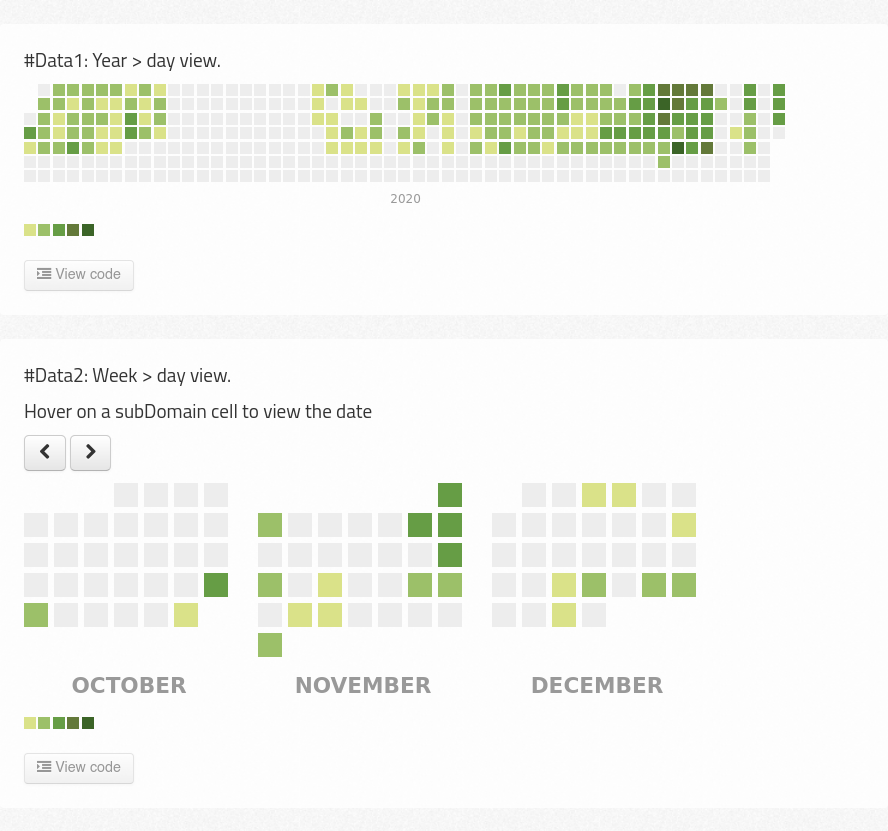 #Data1: Year > day view.
2020
View code
#Data2: Week > day view.
Hover on a subDomain cell to view the date
OCTOBER NOVEMBER DECEMBER
View code